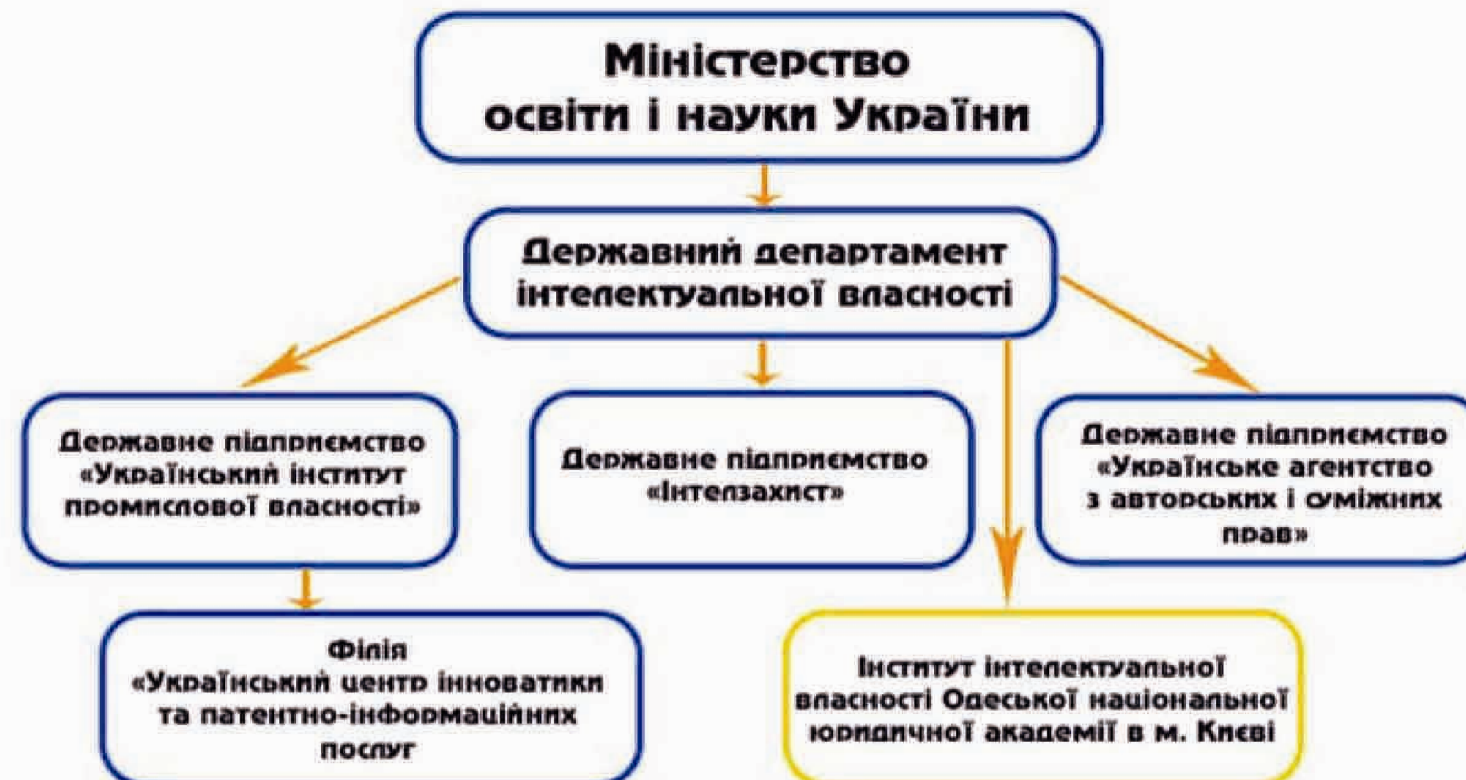 Міністерство
освіти і науки України
Державний департамент
інтелектуальної власності
Державне підприємство
«Український інститут
промислової власності»
Державне підприємство
«Інтелзахист»
Державне підприємство
«Українське агентство
з авторських і суміжних
прав»
Філія
«Український центр інноватики
та патентно-інформаційних
послуг
Інститут інтелектуальної
власності Одеської національної
юридичної академії в м. Києві